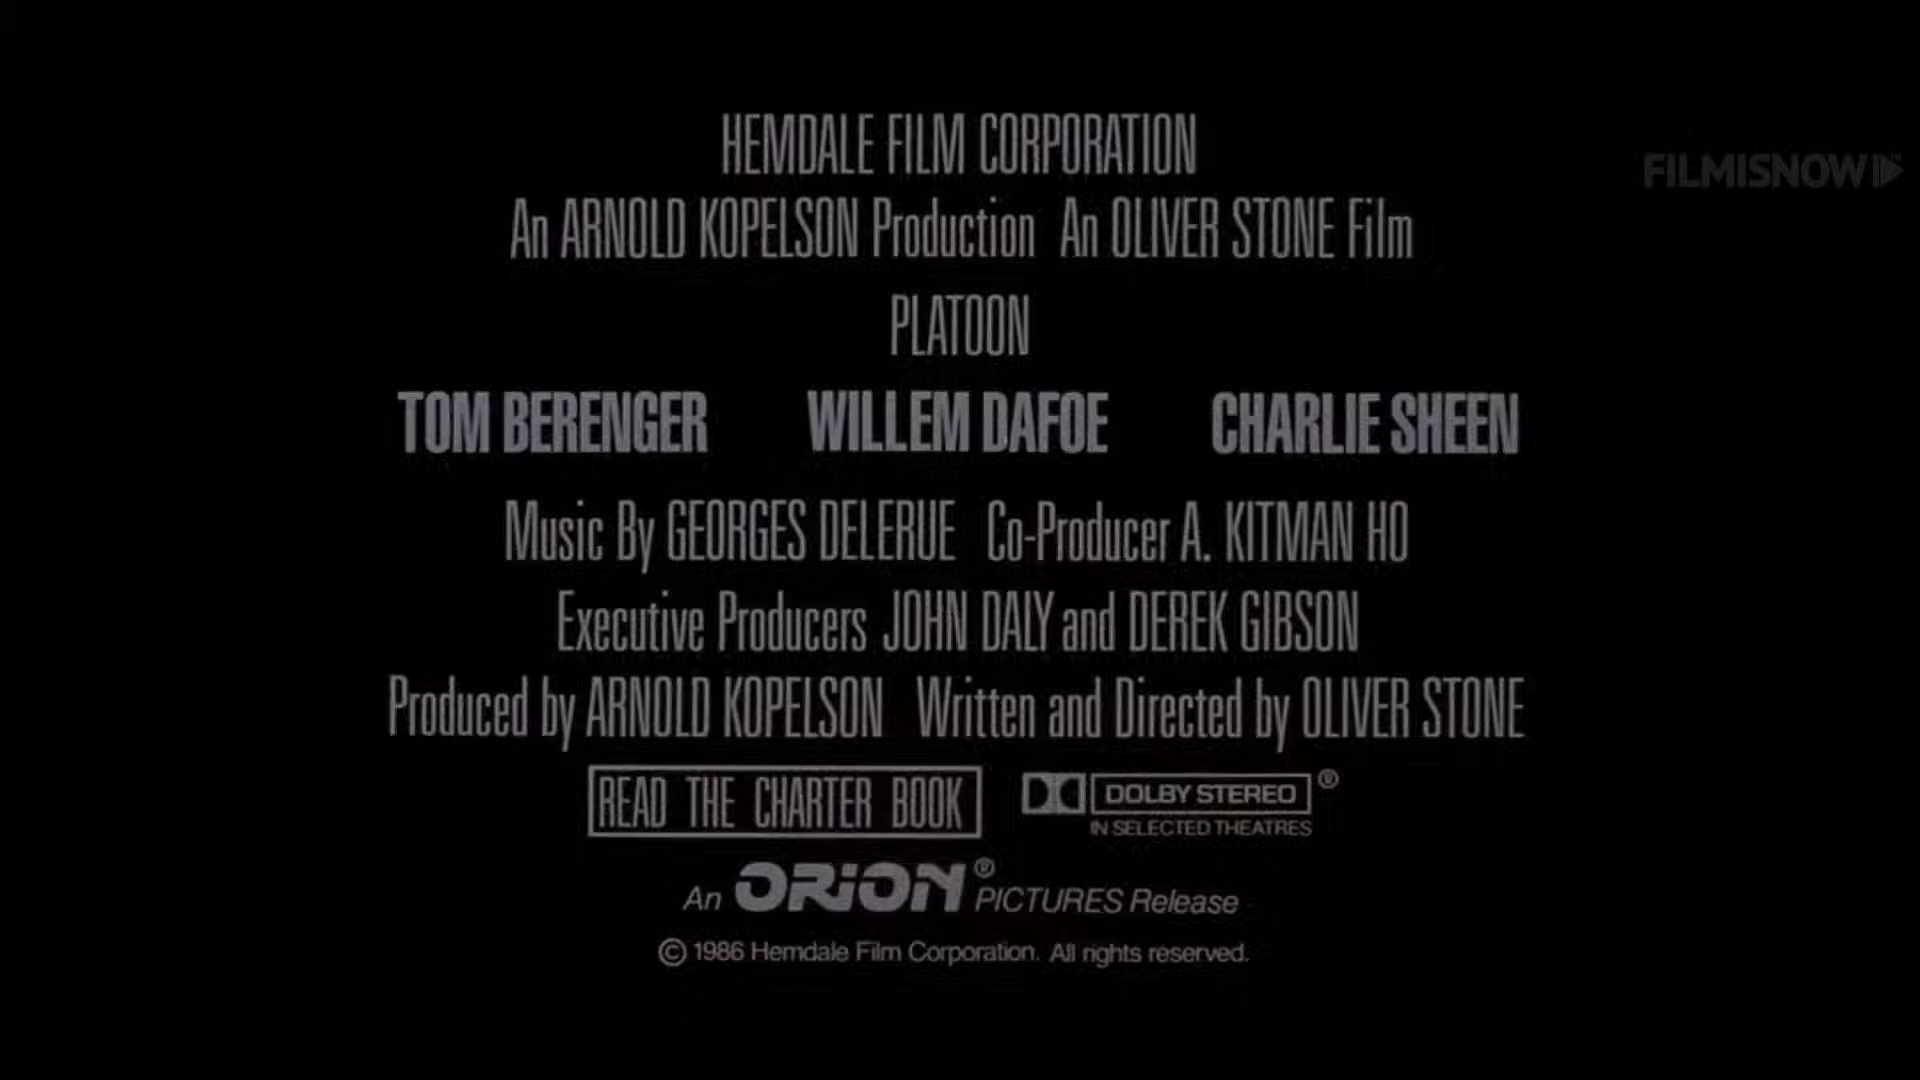 HEMDALE FILM CORPORATION
FILMISNOW
An ARNOLD KOPELSON Production An OLIVER STONE Film
PLATOON
TOM BERENGER WILLEM DAFOE CHARLIE SHEEN
Music By GEORGES DELERUE Co-Producer A. KITMAN HO
Executive Producers JOHN DALY and DEREK GIBSON
Produced by ARNOLD KOPELSON Written and Directed by OLIVER STONE
READ THE CHARTER BOOK
DOLBY STEREO ®
IN SELECTED THEATRES
An ORION ® PICTURES Release
© 1986 Hemdale Film Corporation. All rights reserved.